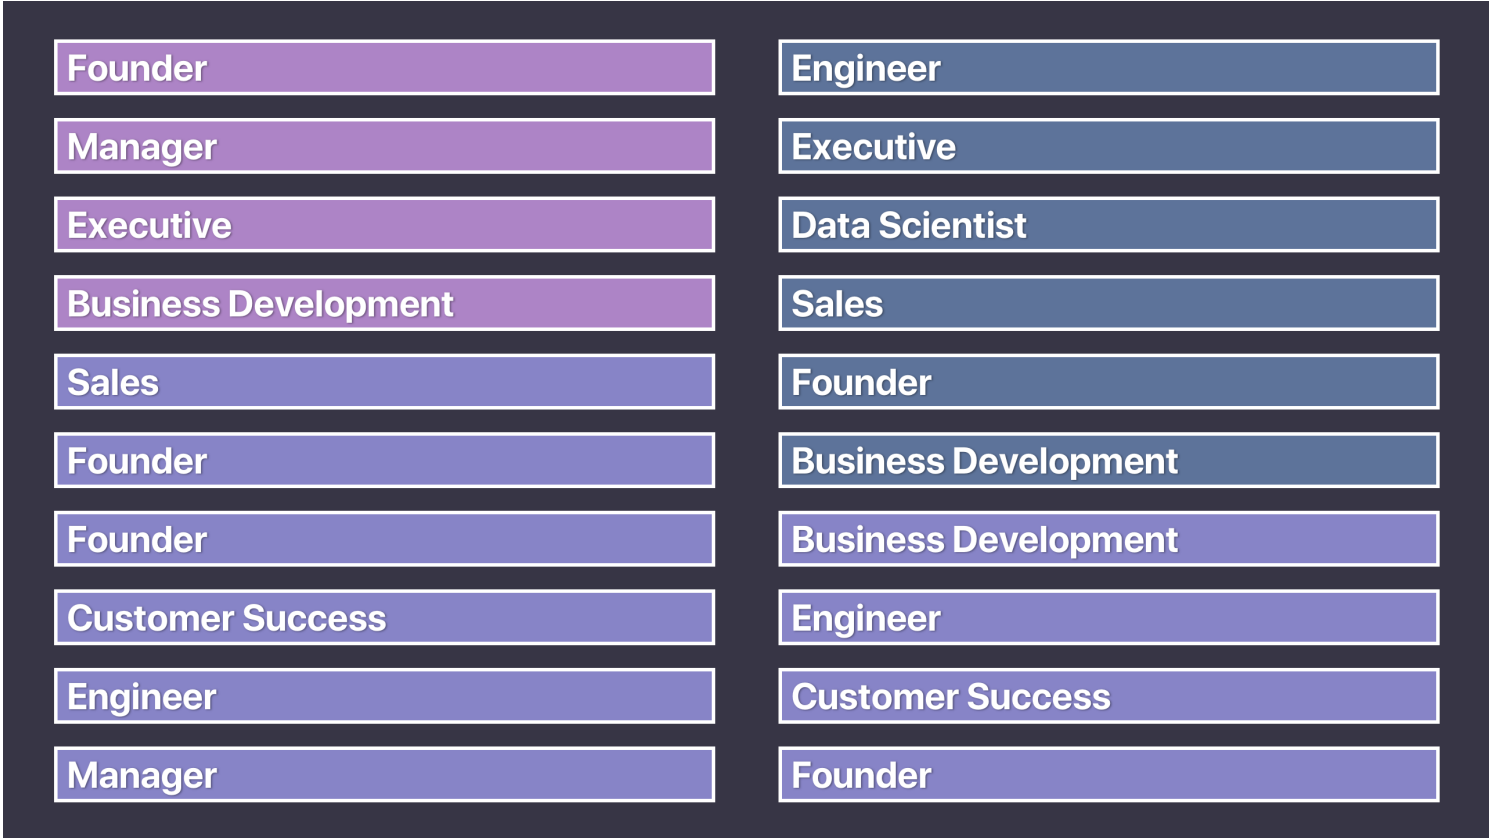 Founder
Manager
Executive
Business Development
Sales
Founder
Founder
Customer Success
Engineer
Manager
Engineer
Executive
Data Scientist
Sales
Founder
Business Development
Business Development
Engineer
Customer Success
Founder